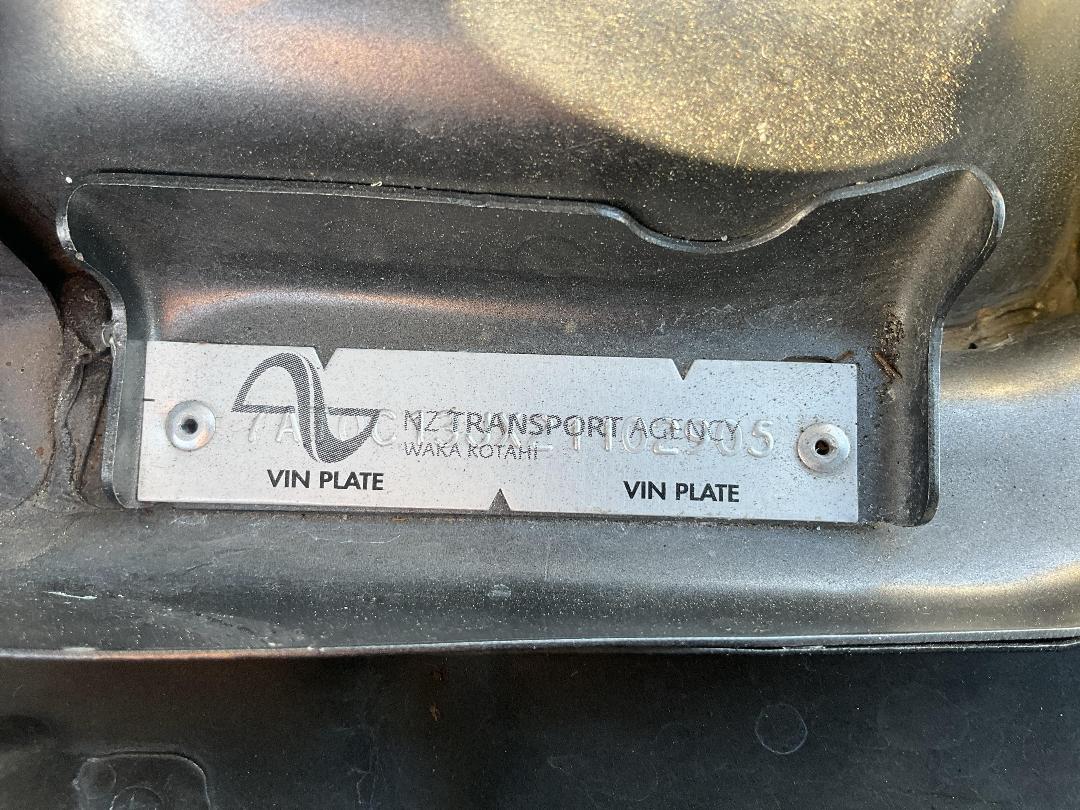 NZ TRANSPORT AGENCY
WAKA KOTAHI
VIN PLATE VIN PLATE